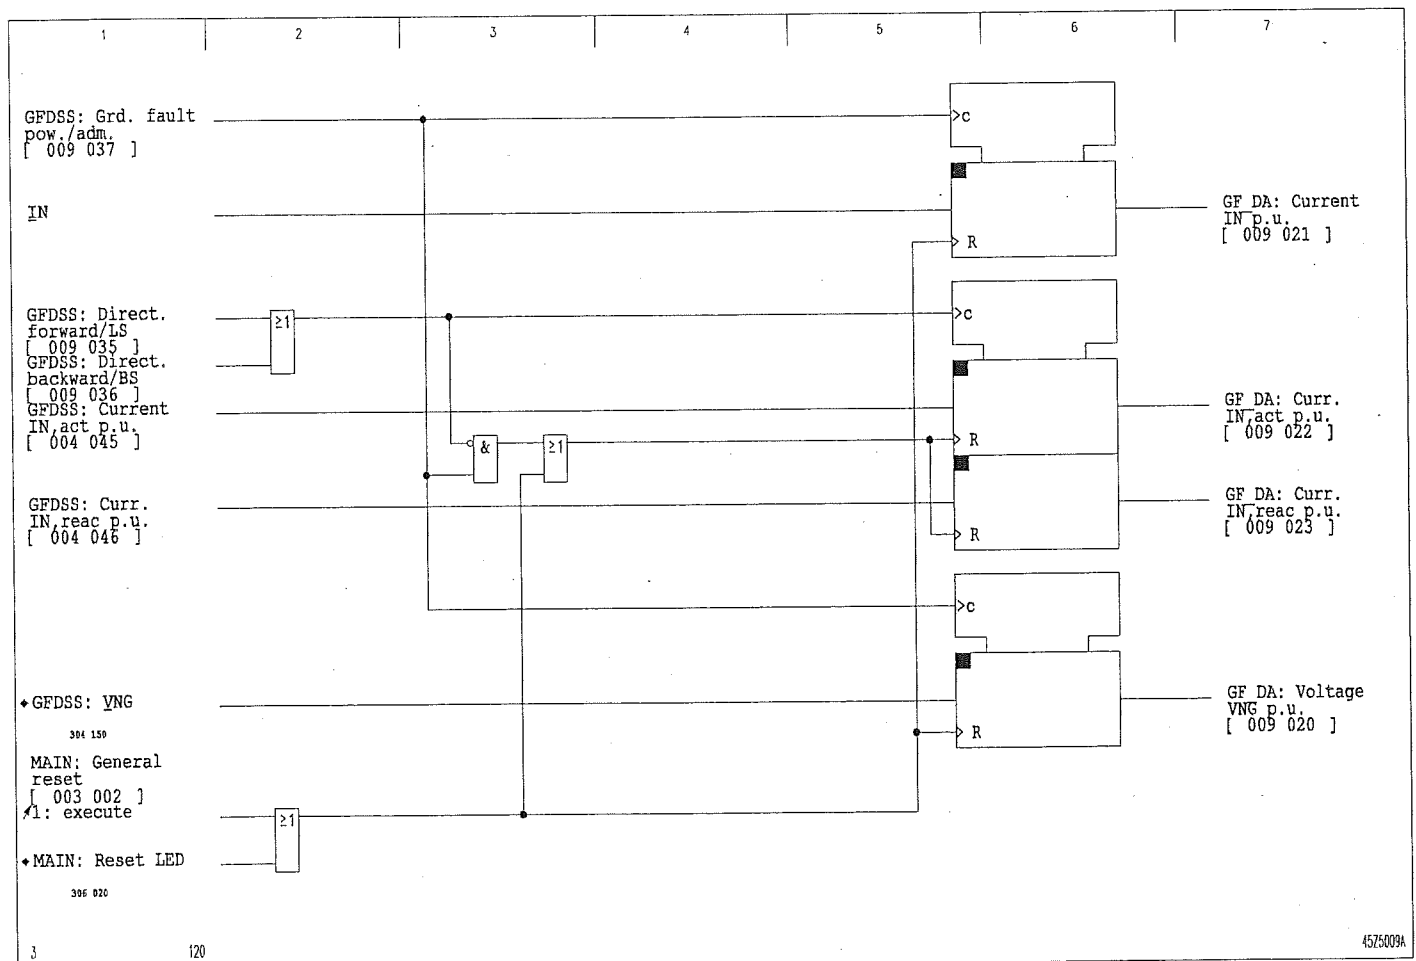 1 2 3 4 5 6 7
GFDSS: Grd. fault
pow./adm.
[ 009 037 ]
>C
IN
GF DA: Current
IN p.u.
[ 009 021 ]
> R
GFDSS: Direct.
forward/LS
[ 009 035 ]
≥1
>C
GFDSS: Direct.
backward/BS
[ 009 036 ]
GFDSS: Current
IN,act p.u.
[ 004 045 ]
GF DA: Curr.
IN,act p.u.
[ 009 022 ]
&
≥1
> R
GFDSS: Curr.
IN,reac p.u.
[ 004 046 ]
GF DA: Curr.
IN,reac p.u.
[ 009 023 ]
> R
>C
GFDSS: VNG
304 150
GF DA: Voltage
VNG p.u.
[ 009 020 ]
> R
MAIN: General
reset
[ 003 002 ]
1: execute
≥1
MAIN: Reset LED
306 020
3 120
45Z5009A